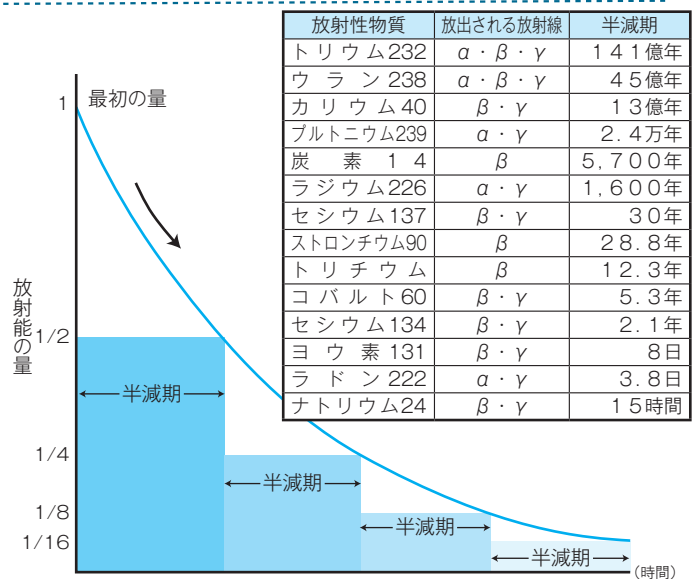 放射性物質 放出される放射線 半減期
トリウム232 α・β・γ 141億年
ウラン238 α・β・γ 45億年
カリウム40 β・γ 13億年
プルトニウム239 α・γ 2.4万年
炭素14 β 5,700年
ラジウム226 α・γ 1,600年
セシウム137 β・γ 30年
ストロンチウム90 β 28.8年
トリチウム β 12.3年
コバルト60 β・γ 5.3年
セシウム134 β・γ 2.1年
ヨウ素131 β・γ 8日
ラドン222 α・γ 3.8日
ナトリウム24 β・γ 15時間
1 最初の量
放射能の量
1/2
半減期
1/4
半減期
1/8
半減期
1/16
半減期
(時間)